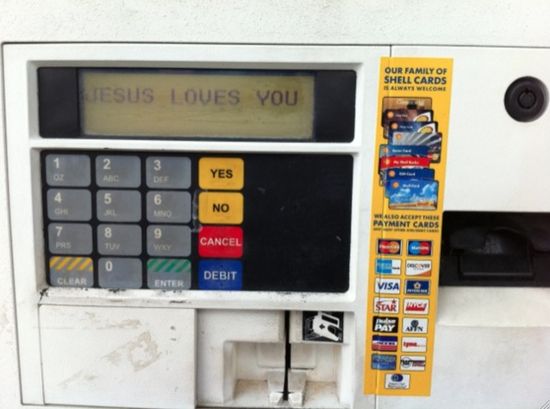 JESUS LOVES YOU
1
QZ
2
ABC
3
DEF
YES
4
GHI
5
JKL
6
MNO
NO
7
PRS
8
TUV
9
WXY
CANCEL
CLEAR
0
ENTER
DEBIT
OUR FAMILY OF
SHELL CARDS
IS ALWAYS WELCOME
WE ALSO ACCEPT THESE
PAYMENT CARDS
DISCOVER
VISA
STAR
NYCE
PAY
AFFN